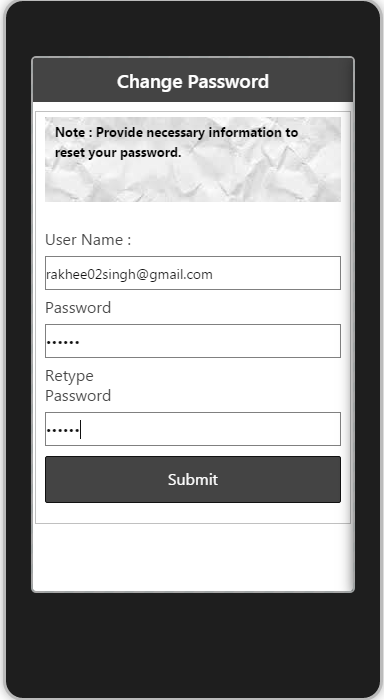 Change Password
Note : Provide necessary information to
reset your password.
User Name :
rakhee02singh@gmail.com
Password
••••••
Retype
Password
••••••
Submit